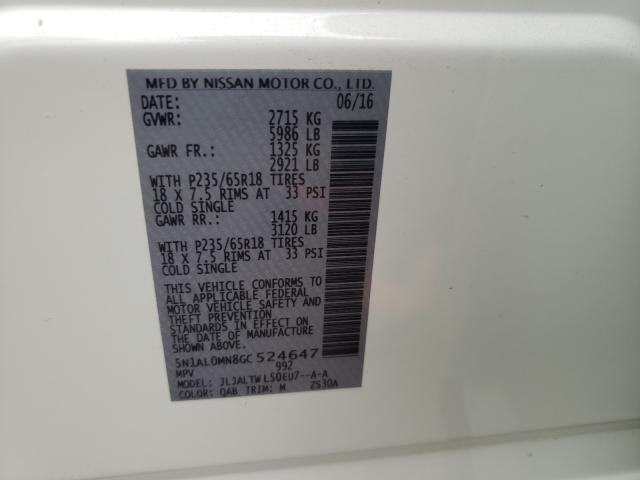 MFD BY NISSAN MOTOR CO., LTD.
DATE: 06/16
GVWR: 2715 KG
5986 LB
GAWR FR.: 1325 KG
2921 LB
WITH P235/65R18 TIRES
18 X 7.5 RIMS AT 33 PSI
COLD SINGLE
GAWR RR.: 1415 KG
3120 LB
WITH P235/65R18 TIRES
18 X 7.5 RIMS AT 33 PSI
COLD SINGLE
THIS VEHICLE CONFORMS TO
ALL APPLICABLE FEDERAL
MOTOR VEHICLE SAFETY AND
THEFT PREVENTION
STANDARDS IN EFFECT ON
THE DATE OF MANUFACTURE
5N1AL0MN8GC524647
MPV 992
MODEL: JLJALTWL50EU7--A-A
COLOR: QAB TRIM: M 2530A